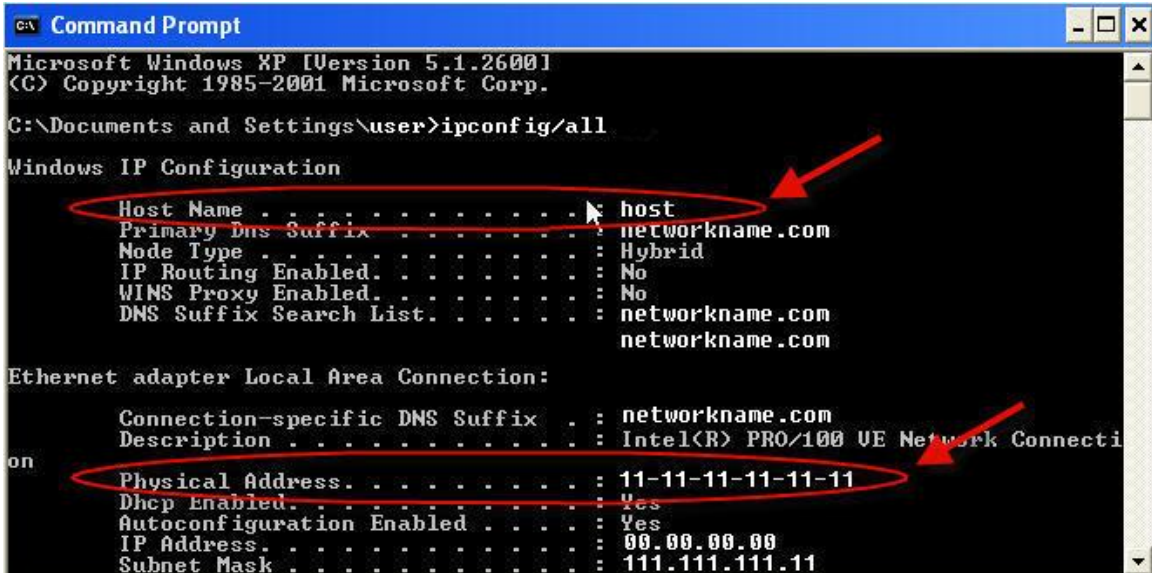 Command Prompt
Microsoft Windows XP [Version 5.1.2600]
(C) Copyright 1985-2001 Microsoft Corp.
C:\Documents and Settings\user>ipconfig/all
Windows IP Configuration
Host Name . . . . . . . . . . . . : host
Primary Dns Suffix . . . . . . . : networkname.com
Node Type . . . . . . . . . . . . : Hybrid
IP Routing Enabled. . . . . . . . : No
WINS Proxy Enabled. . . . . . . . : No
DNS Suffix Search List. . . . . . : networkname.com
networkname.com
Ethernet adapter Local Area Connection:
Connection-specific DNS Suffix . : networkname.com
Description . . . . . . . . . . . : Intel(R) PRO/100 VE Network Connecti
on
Physical Address. . . . . . . . . : 11-11-11-11-11-11
Dhcp Enabled. . . . . . . . . . . : Yes
Autoconfiguration Enabled . . . . : Yes
IP Address. . . . . . . . . . . . : 00.00.00.00
Subnet Mask . . . . . . . . . . . : 111.111.111.11